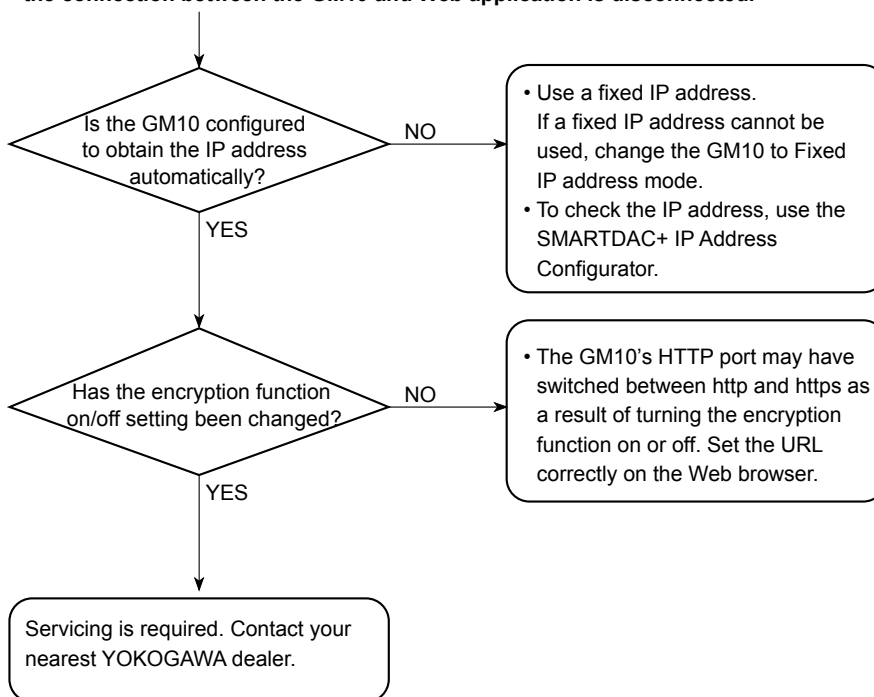 the connection between the GM10 and Web application is disconnected.
Is the GM10 configured
to obtain the IP address
automatically?
NO
• Use a fixed IP address.
If a fixed IP address cannot be
used, change the GM10 to Fixed
IP address mode.
• To check the IP address, use the
SMARTDAC+ IP Address
Configurator.
YES
Has the encryption function
on/off setting been changed?
NO
• The GM10’s HTTP port may have
switched between http and https as
a result of turning the encryption
function on or off. Set the URL
correctly on the Web browser.
YES
Servicing is required. Contact your
nearest YOKOGAWA dealer.